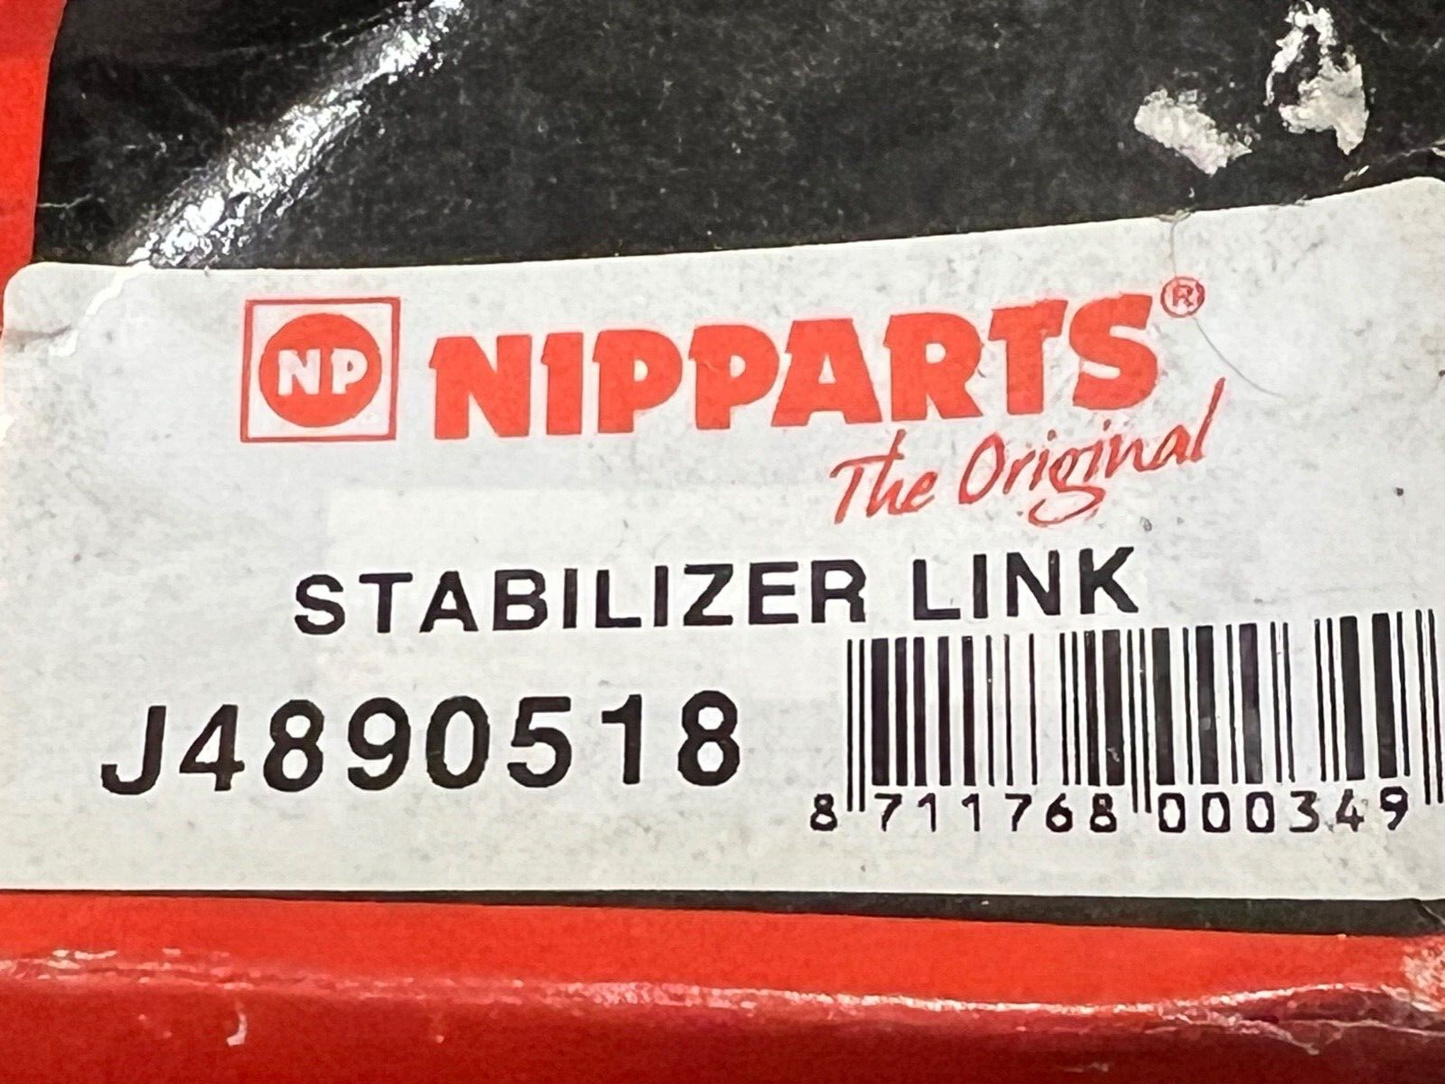 NP NIPPARTS®
The Original
STABILIZER LINK
J4890518
8 711768 000349